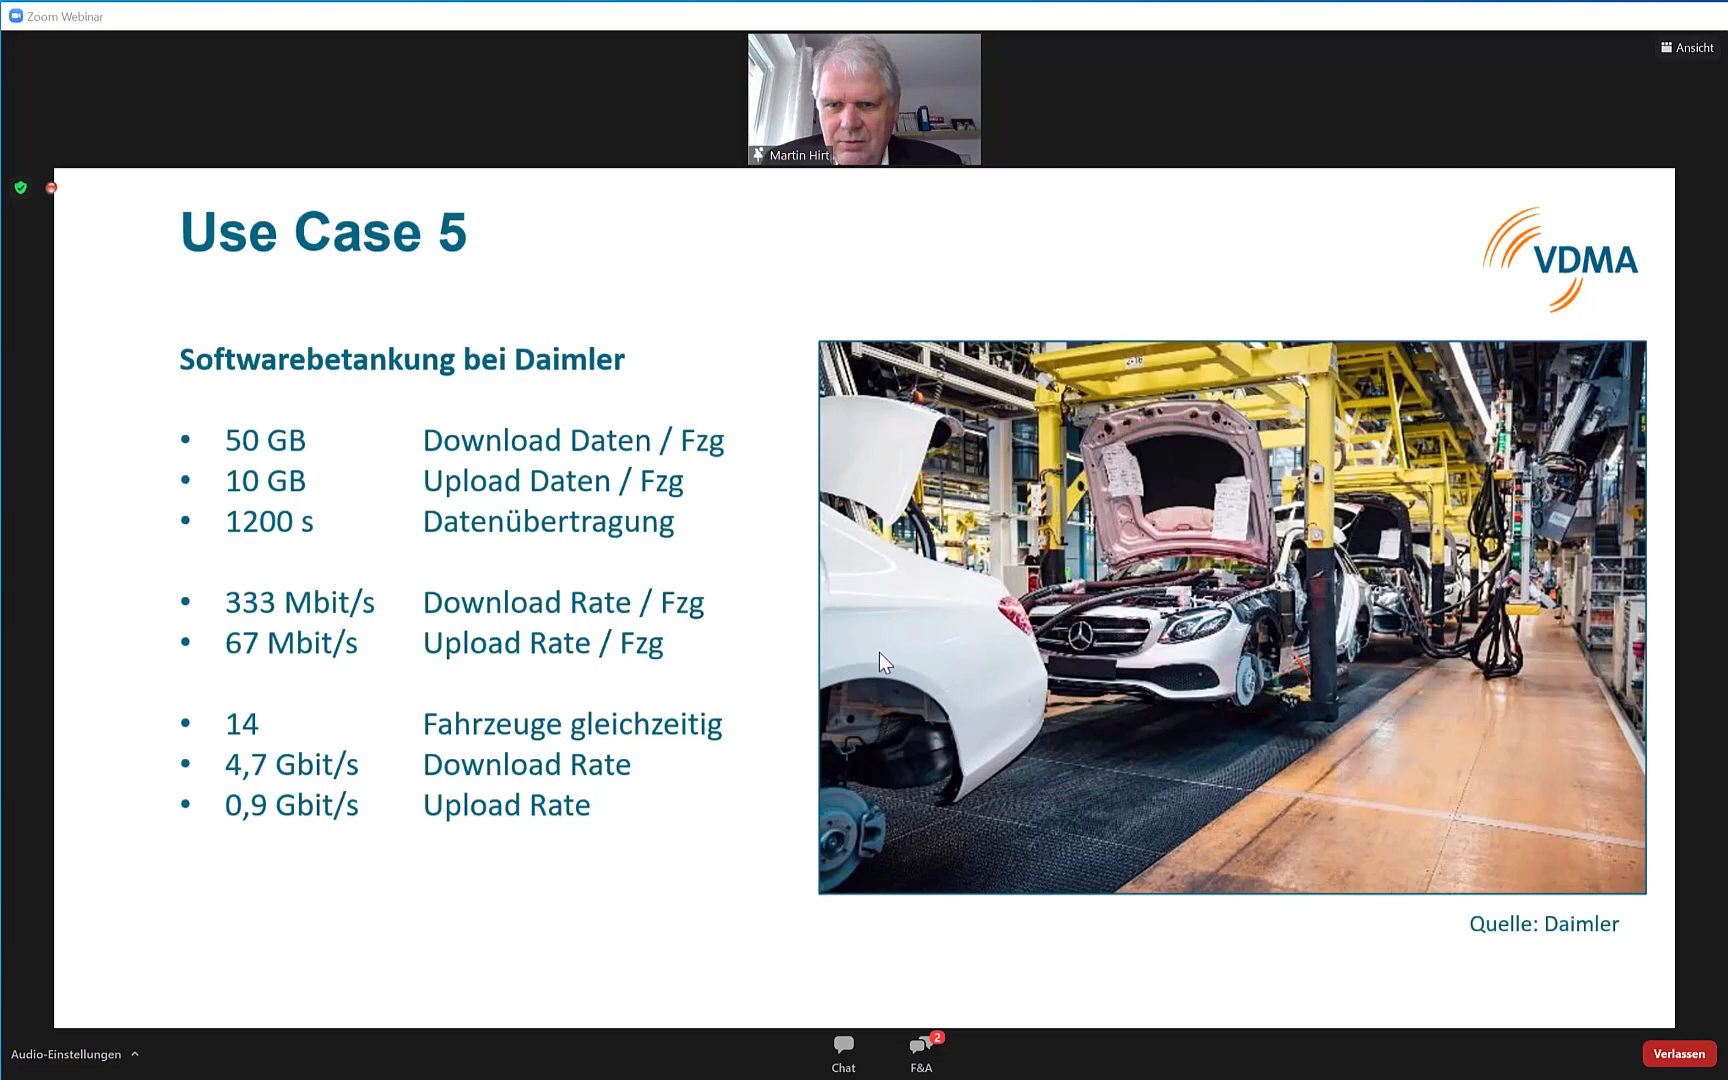 Zoom Webinar
Ansicht
Martin Hirt
Use Case 5
VDMA
Softwarebetankung bei Daimler
• 50 GB Download Daten / Fzg
• 10 GB Upload Daten / Fzg
• 1200 s Datenübertragung
• 333 Mbit/s Download Rate / Fzg
• 67 Mbit/s Upload Rate / Fzg
• 14 Fahrzeuge gleichzeitig
• 4,7 Gbit/s Download Rate
• 0,9 Gbit/s Upload Rate
Quelle: Daimler
Audio-Einstellungen
Chat
2
F&A
Verlassen